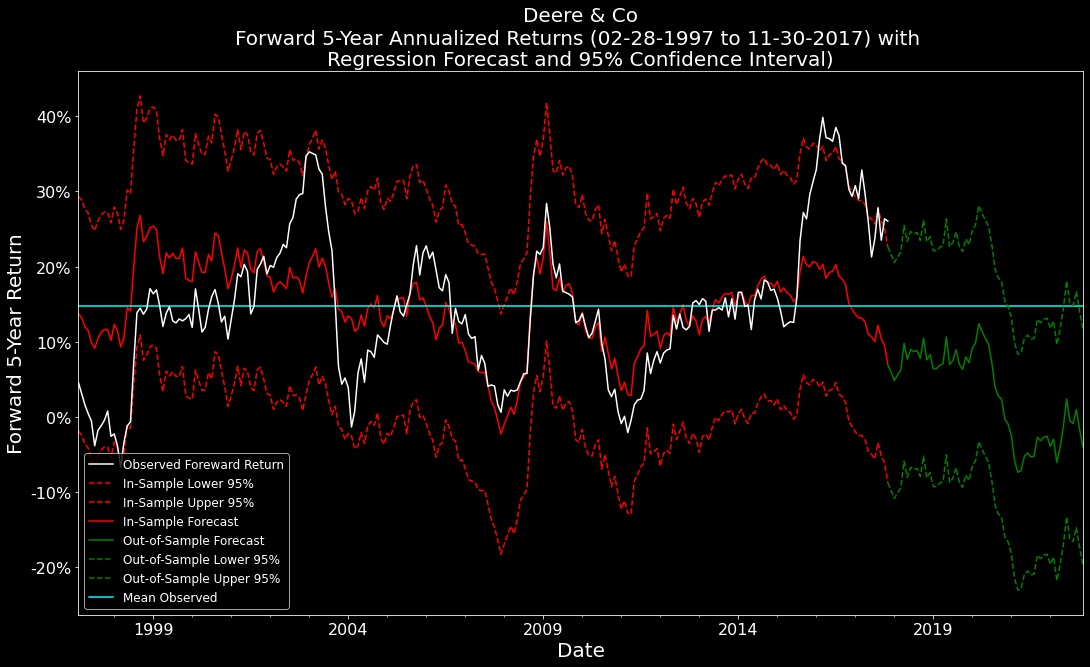 Deere & Co
Forward 5-Year Annualized Returns (02-28-1997 to 11-30-2017) with
Regression Forecast and 95% Confidence Interval)
Forward 5-Year Return
40%
30%
20%
10%
0%
-10%
-20%
Observed Foreward Return
In-Sample Lower 95%
In-Sample Upper 95%
In-Sample Forecast
Out-of-Sample Forecast
Out-of-Sample Lower 95%
Out-of-Sample Upper 95%
Mean Observed
1999
2004
2009
2014
2019
Date